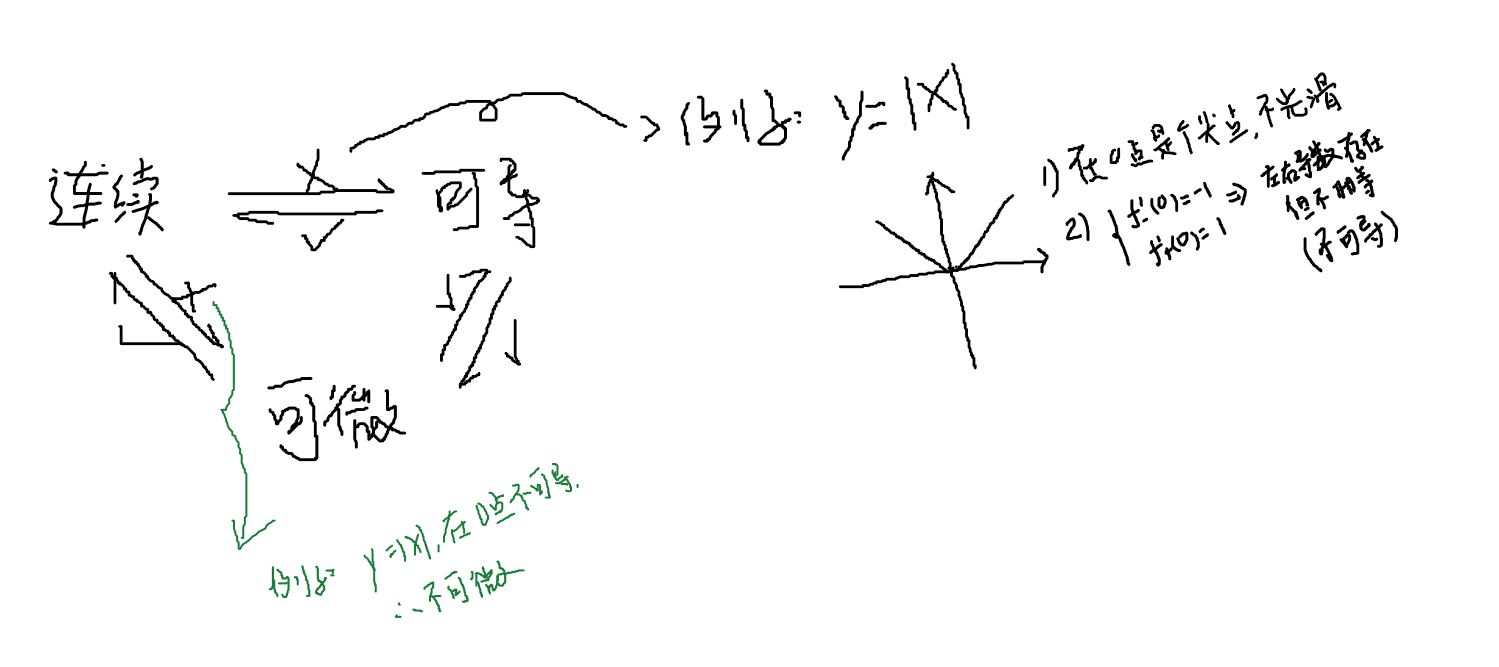 例如: y=|x|
1) 在0点是个尖点,不光滑
2) { f'₋(0)=-1 ⇒ 左右导数存在
f'₊(0)=1 但不相等
(不可导)
连续 可导
可微
例如: y=|x|,在0点不可导.
∴不可微